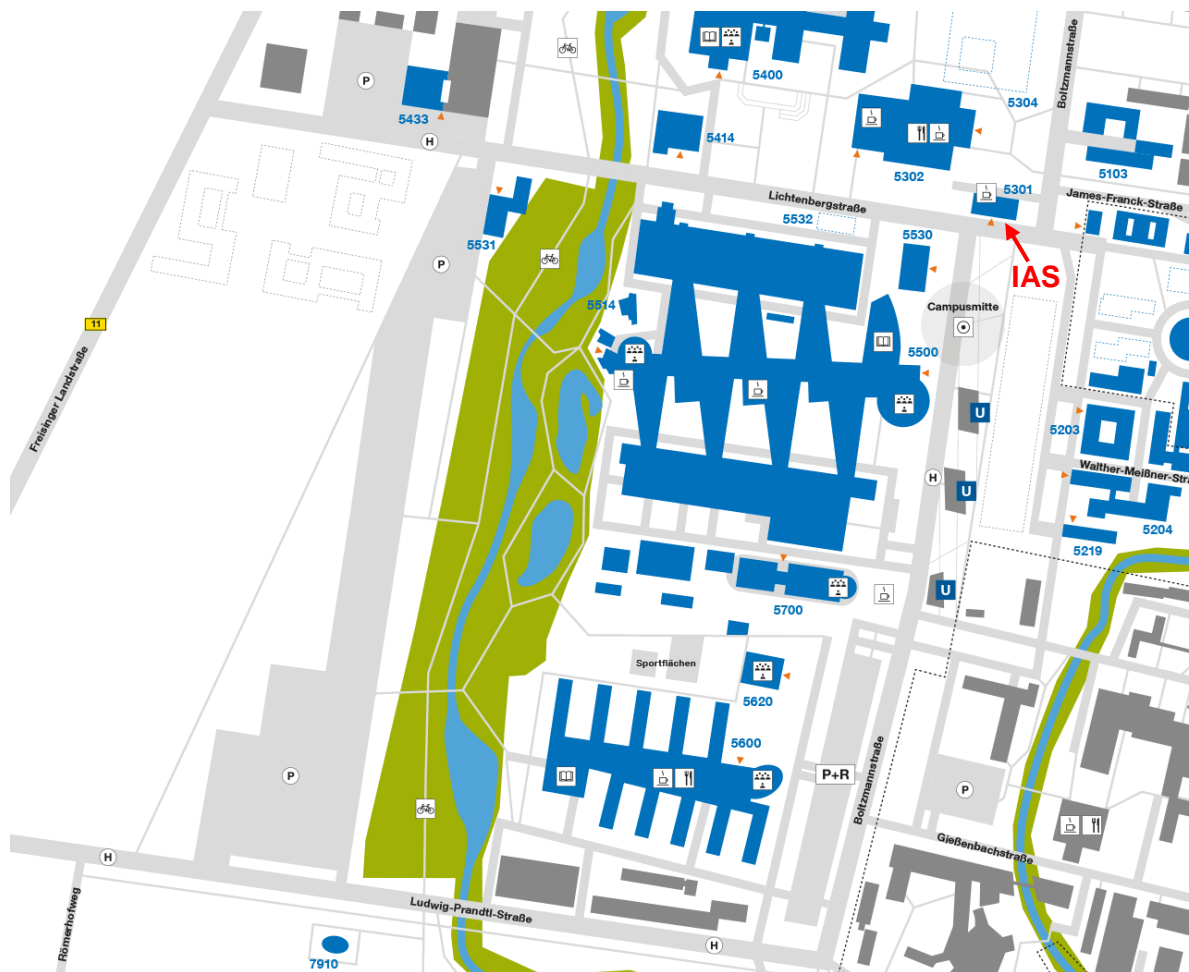 5400
5304
Boltzmannstraße
5433
5414
5302
5103
P
H
5301
James-Franck-Straße
Lichtenbergstraße
5532
5531
5530
IAS
P
5514
Campusmitte
11
5500
Freisinger Landstraße
U
5203
Walther-Meißner-Str
H
U
5204
5219
U
5700
Sportflächen
5620
5600
P
P+R
Boltzmannstraße
P
Gießenbachstraße
H
Ludwig-Prandtl-Straße
Römerhofweg
H
7910